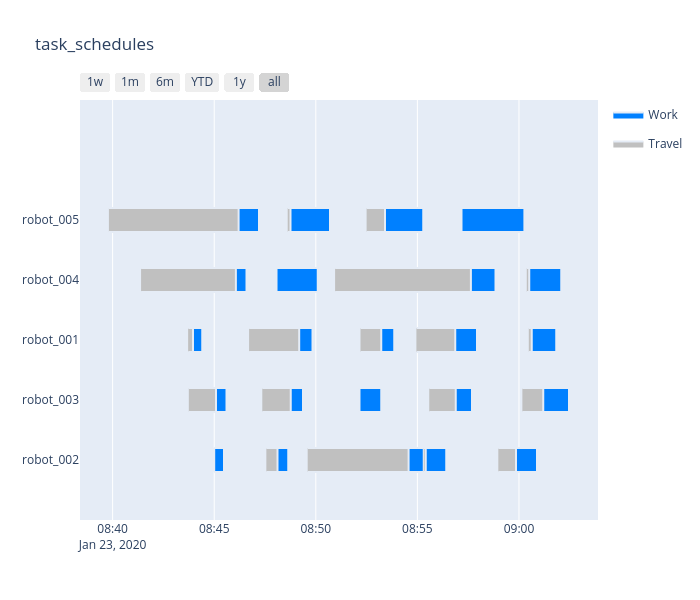 task_schedules
1w 1m 6m YTD 1y all
Work
Travel
robot_005
robot_004
robot_001
robot_003
robot_002
08:40 08:45 08:50 08:55 09:00
Jan 23, 2020